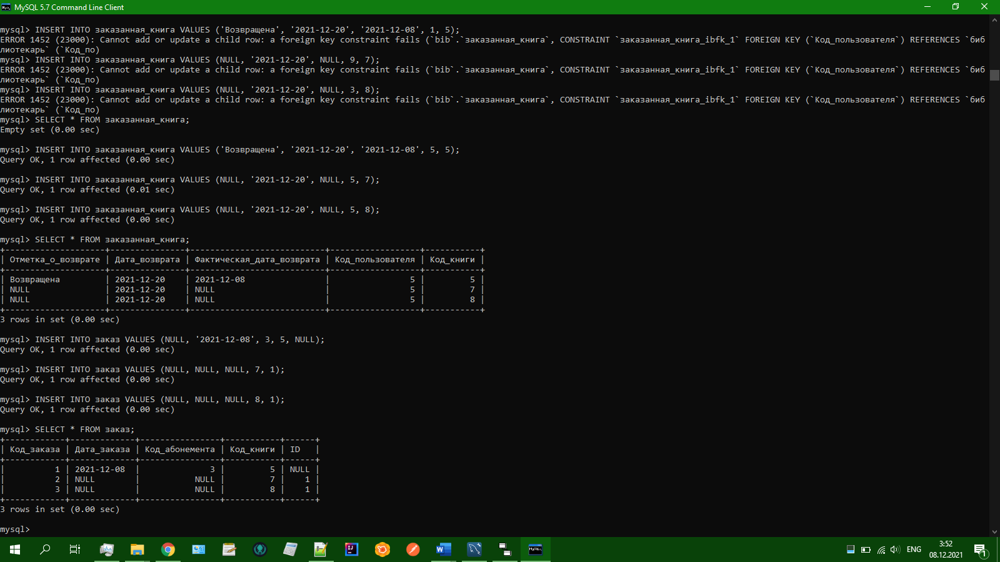 MySQL 5.7 Command Line Client
mysql> INSERT INTO заказанная_книга VALUES ('Возвращена', '2021-12-20', '2021-12-08', 1, 5);
ERROR 1452 (23000): Cannot add or update a child row: a foreign key constraint fails (`bib`.`заказанная_книга`, CONSTRAINT `заказанная_книга_ibfk_1` FOREIGN KEY (`Код_пользователя`) REFERENCES `биб
лиотекарь` (`Код_по)
mysql> INSERT INTO заказанная_книга VALUES (NULL, '2021-12-20', NULL, 9, 7);
ERROR 1452 (23000): Cannot add or update a child row: a foreign key constraint fails (`bib`.`заказанная_книга`, CONSTRAINT `заказанная_книга_ibfk_1` FOREIGN KEY (`Код_пользователя`) REFERENCES `биб
лиотекарь` (`Код_по)
mysql> INSERT INTO заказанная_книга VALUES (NULL, '2021-12-20', NULL, 3, 8);
ERROR 1452 (23000): Cannot add or update a child row: a foreign key constraint fails (`bib`.`заказанная_книга`, CONSTRAINT `заказанная_книга_ibfk_1` FOREIGN KEY (`Код_пользователя`) REFERENCES `биб
лиотекарь` (`Код_по)
mysql> SELECT * FROM заказанная_книга;
Empty set (0.00 sec)
mysql> INSERT INTO заказанная_книга VALUES ('Возвращена', '2021-12-20', '2021-12-08', 5, 5);
Query OK, 1 row affected (0.00 sec)
mysql> INSERT INTO заказанная_книга VALUES (NULL, '2021-12-20', NULL, 5, 7);
Query OK, 1 row affected (0.01 sec)
mysql> INSERT INTO заказанная_книга VALUES (NULL, '2021-12-20', NULL, 5, 8);
Query OK, 1 row affected (0.00 sec)
mysql> SELECT * FROM заказанная_книга;
+--------------------+---------------+---------------------------+------------------+-----------+
| Отметка_о_возврате | Дата_возврата | Фактическая_дата_возврата | Код_пользователя | Код_книги |
+--------------------+---------------+---------------------------+------------------+-----------+
| Возвращена         | 2021-12-20    | 2021-12-08                |                5 |         5 |
| NULL               | 2021-12-20    | NULL                      |                5 |         7 |
| NULL               | 2021-12-20    | NULL                      |                5 |         8 |
+--------------------+---------------+---------------------------+------------------+-----------+
3 rows in set (0.00 sec)
mysql> INSERT INTO заказ VALUES (NULL, '2021-12-08', 3, 5, NULL);
Query OK, 1 row affected (0.00 sec)
mysql> INSERT INTO заказ VALUES (NULL, NULL, NULL, 7, 1);
Query OK, 1 row affected (0.00 sec)
mysql> INSERT INTO заказ VALUES (NULL, NULL, NULL, 8, 1);
Query OK, 1 row affected (0.00 sec)
mysql> SELECT * FROM заказ;
+------------+-------------+----------------+-----------+------+
| Код_заказа | Дата_заказа | Код_абонемента | Код_книги | ID   |
+------------+-------------+----------------+-----------+------+
|          1 | 2021-12-08  |              3 |         5 | NULL |
|          2 | NULL        |           NULL |         7 |    1 |
|          3 | NULL        |           NULL |         8 |    1 |
+------------+-------------+----------------+-----------+------+
3 rows in set (0.00 sec)
mysql>
ENG
3:52
08.12.2021
1